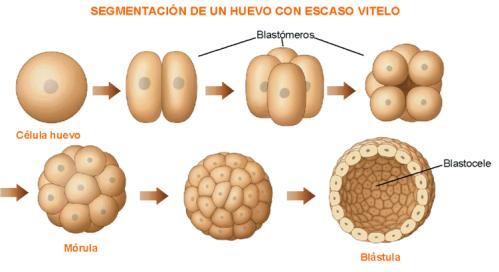 SEGMENTACIÓN DE UN HUEVO CON ESCASO VITELO
Blastómeros
Célula huevo
Blastocele
Mórula
Blástula